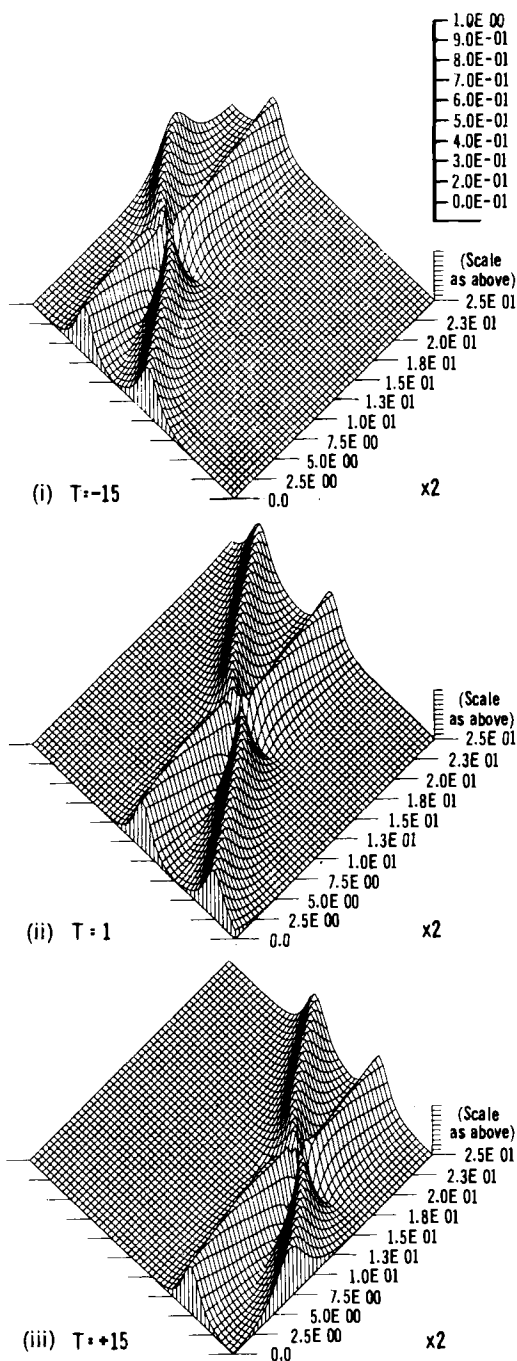 1.0E 00
9.0E-01
8.0E-01
7.0E-01
6.0E-01
5.0E-01
4.0E-01
3.0E-01
2.0E-01
0.0E-01
(Scale
as above)
2.5E 01
2.3E 01
2.0E 01
1.8E 01
1.5E 01
1.3E 01
1.0E 01
7.5E 00
5.0E 00
2.5E 00
0.0
(i) T=-15
x2
(Scale
as above)
2.5E 01
2.3E 01
2.0E 01
1.8E 01
1.5E 01
1.3E 01
1.0E 01
7.5E 00
5.0E 00
2.5E 00
0.0
(ii) T = 1
x2
(Scale
as above)
2.5E 01
2.3E 01
2.0E 01
1.8E 01
1.5E 01
1.3E 01
1.0E 01
7.5E 00
5.0E 00
2.5E 00
0.0
(iii) T=+15
x2